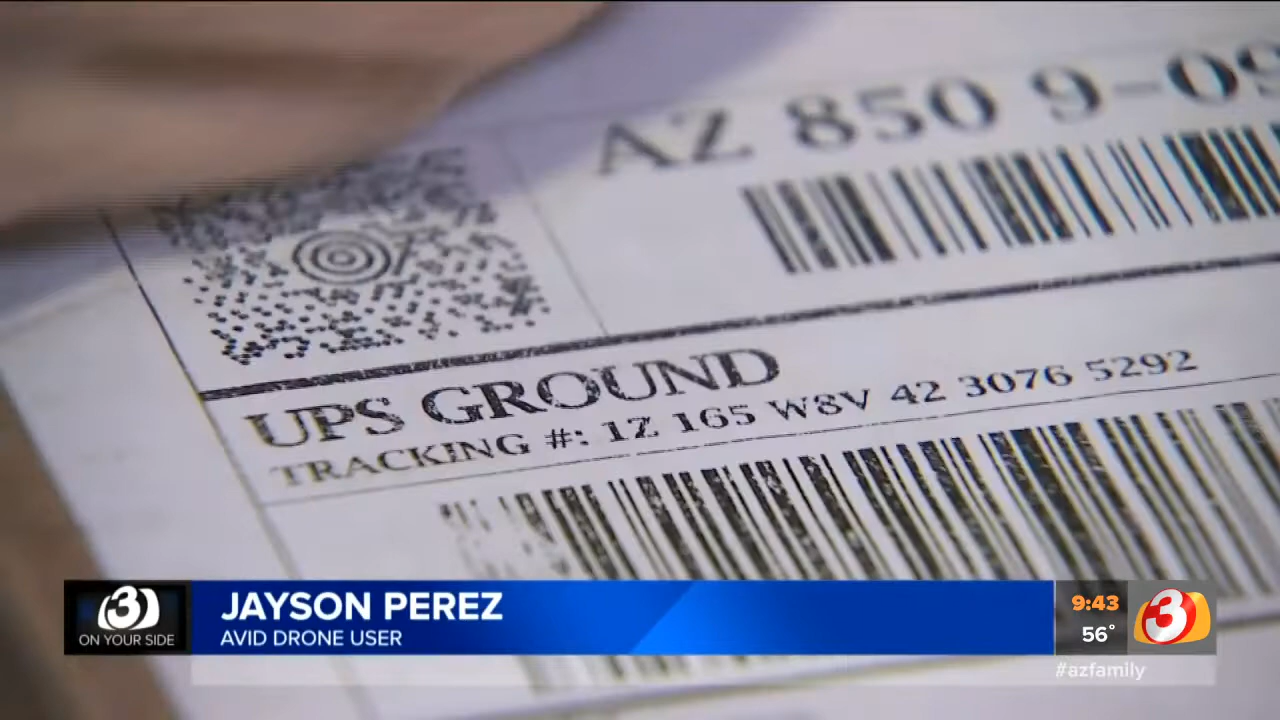 AZ 850 9-09
UPS GROUND
TRACKING #: 1Z 165 W8V 42 3076 5292
3
ON YOUR SIDE
JAYSON PEREZ
AVID DRONE USER
9:43
56°
3
#azfamily